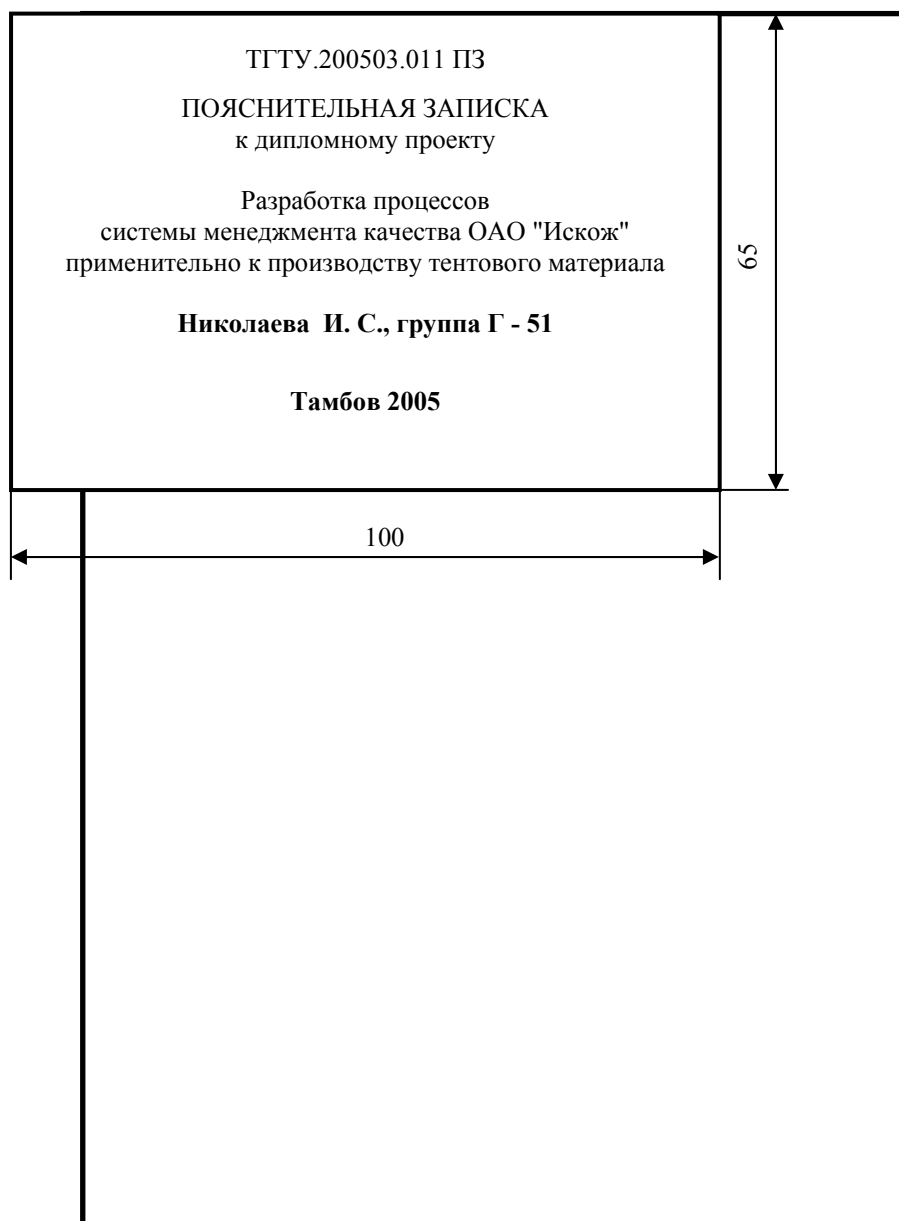 ТГТУ.200503.011 ПЗ
ПОЯСНИТЕЛЬНАЯ ЗАПИСКА
к дипломному проекту
Разработка процессов
системы менеджмента качества ОАО "Искож"
применительно к производству тентового материала
Николаева И. С., группа Г - 51
Тамбов 2005
65
100